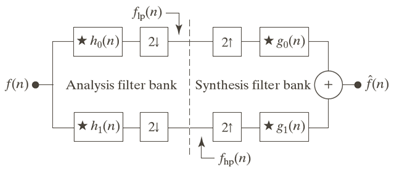 f_lp(n)
★ h₀(n) 2↓ 2↑ ★ g₀(n)
f(n) Analysis filter bank Synthesis filter bank + f̂(n)
★ h₁(n) 2↓ 2↑ ★ g₁(n)
f_hp(n)